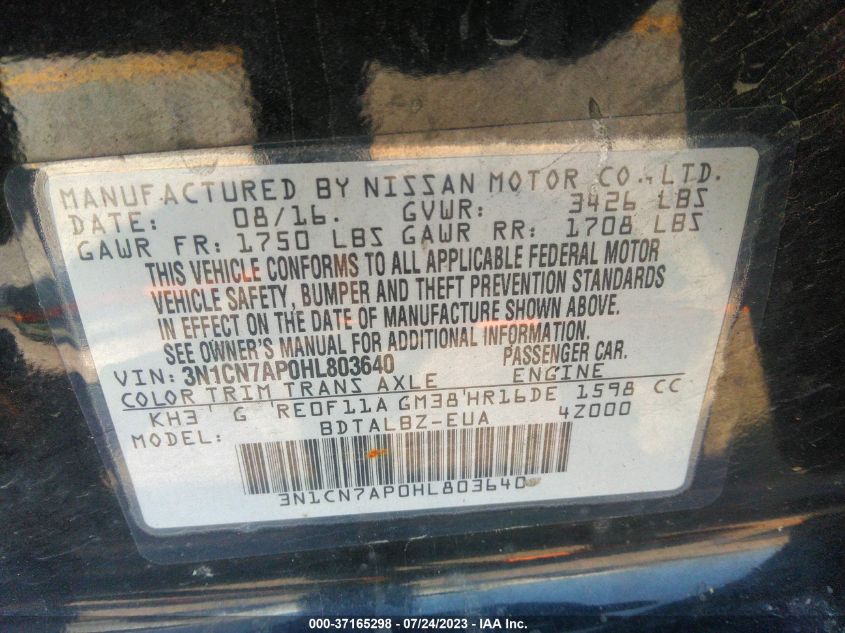 MANUFACTURED BY NISSAN MOTOR CO., LTD.
DATE: 08/16. GVWR: 3426 LBS
GAWR FR: 1750 LBS GAWR RR: 1708 LBS
THIS VEHICLE CONFORMS TO ALL APPLICABLE FEDERAL MOTOR
VEHICLE SAFETY, BUMPER AND THEFT PREVENTION STANDARDS
IN EFFECT ON THE DATE OF MANUFACTURE SHOWN ABOVE.
SEE OWNER'S MANUAL FOR ADDITIONAL INFORMATION.
VIN: 3N1CN7AP0HL803640 PASSENGER CAR.
COLOR TRIM TRANS AXLE ENGINE
KH3 G RE0F11A GM38 HR16DE 1598 CC
MODEL: BDTALBZ-EUA 4Z000
3N1CN7AP0HL803640
000-37165298 - 07/24/2023 - IAA Inc.